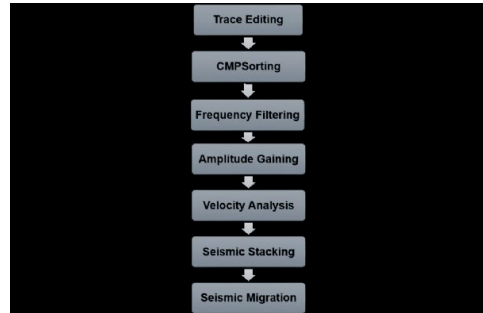 Trace Editing
CMPSorting
Frequency Filtering
Amplitude Gaining
Velocity Analysis
Seismic Stacking
Seismic Migration